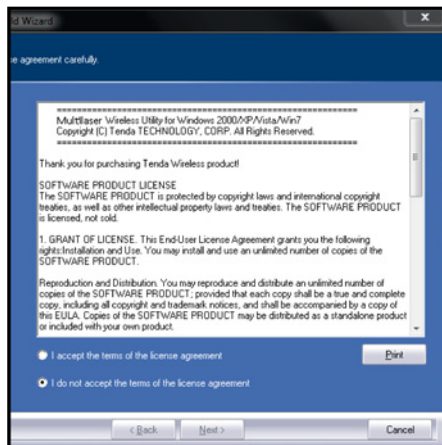 ld Wizard
se agreement carefully.
Multilaser Wireless Utility for Windows 2000/XP/Vista/Win7
Copyright (C) Tenda TECHNOLOGY, CORP. All Rights Reserved.
Thank you for purchasing Tenda Wireless product!
SOFTWARE PRODUCT LICENSE
The SOFTWARE PRODUCT is protected by copyright laws and international copyright
treaties, as well as other intellectual property laws and treaties. The SOFTWARE PRODUCT
is licensed, not sold.
1. GRANT OF LICENSE. This End-User License Agreement grants you the following
rights:Installation and Use. You may install and use an unlimited number of copies of the
SOFTWARE PRODUCT.
Reproduction and Distribution. You may reproduce and distribute an unlimited number of
copies of the SOFTWARE PRODUCT; provided that each copy shall be a true and complete
copy, including all copyright and trademark notices, and shall be accompanied by a copy of
this EULA. Copies of the SOFTWARE PRODUCT may be distributed as a standalone product
or included with your own product.
I accept the terms of the license agreement
Print
I do not accept the terms of the license agreement
< Back
Next >
Cancel